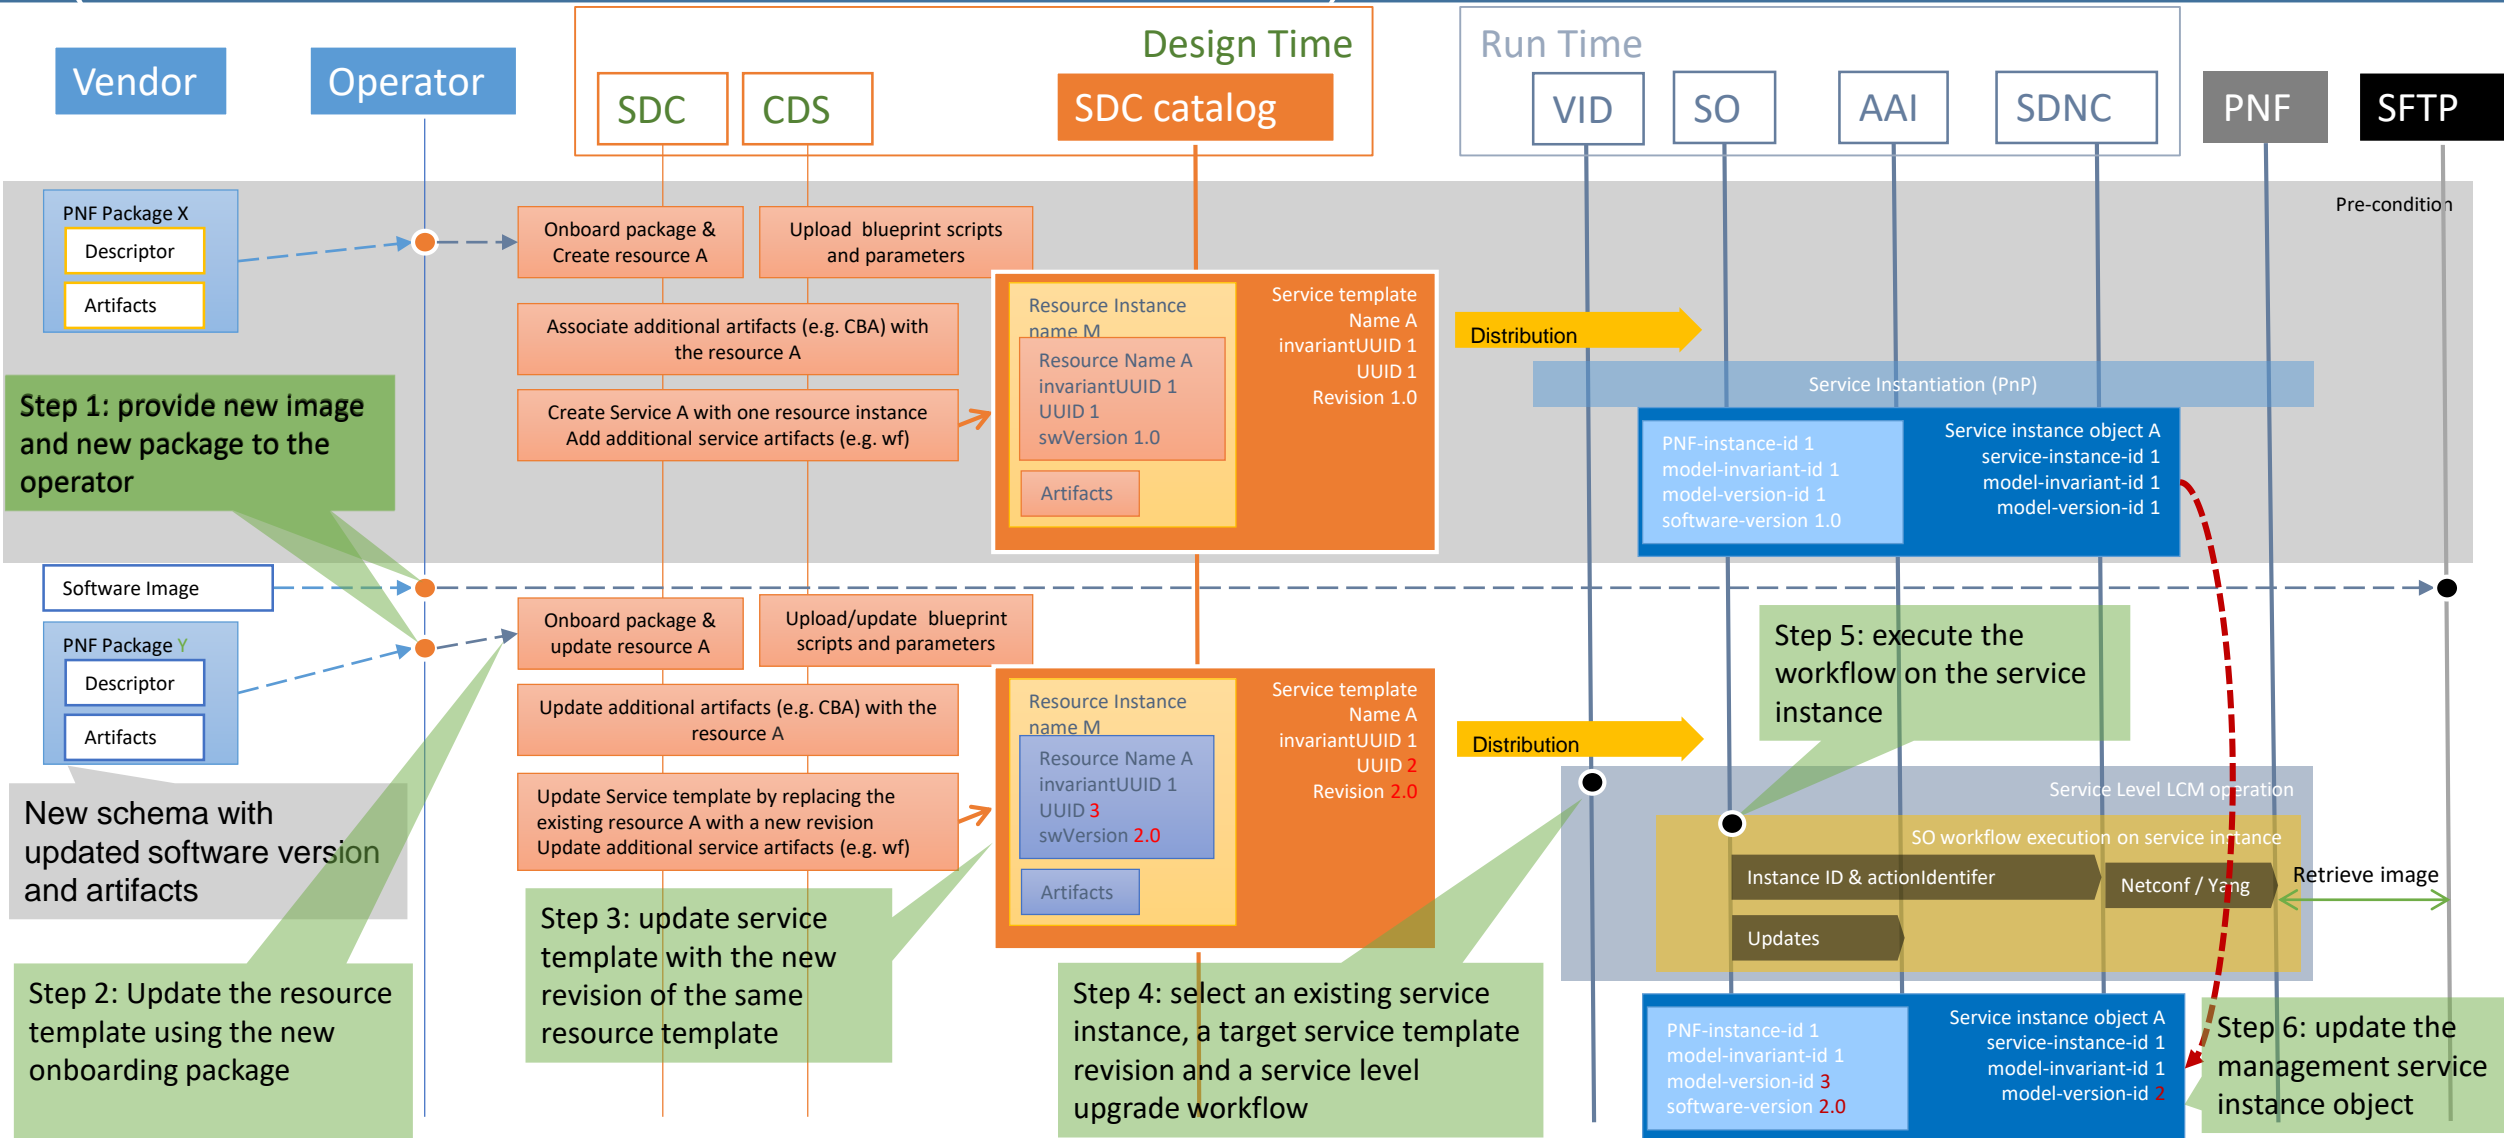 Design Time
Run Time
Vendor
Operator
SDC
CDS
SDC catalog
VID
SO
AAI
SDNC
PNF
SFTP
Pre-condition
PNF Package X
Descriptor
Artifacts
Onboard package &
Create resource A
Upload blueprint scripts
and parameters
Associate additional artifacts (e.g. CBA) with
the resource A
Create Service A with one resource instance
Add additional service artifacts (e.g. wf)
Resource Instance
name M
Resource Name A
invariantUUID 1
UUID 1
swVersion 1.0
Artifacts
Service template
Name A
invariantUUID 1
UUID 1
Revision 1.0
Distribution
Service Instantiation (PnP)
PNF-instance-id 1
model-invariant-id 1
model-version-id 1
software-version 1.0
Service instance object A
service-instance-id 1
model-invariant-id 1
model-version-id 1
Step 1: provide new image
and new package to the
operator
Software Image
PNF Package Y
Descriptor
Artifacts
New schema with
updated software version
and artifacts
Step 2: Update the resource
template using the new
onboarding package
Onboard package &
update resource A
Upload/update blueprint
scripts and parameters
Update additional artifacts (e.g. CBA) with the
resource A
Update Service template by replacing the
existing resource A with a new revision
Update additional service artifacts (e.g. wf)
Step 3: update service
template with the new
revision of the same
resource template
Resource Instance
name M
Resource Name A
invariantUUID 1
UUID 3
swVersion 2.0
Artifacts
Service template
Name A
invariantUUID 1
UUID 2
Revision 2.0
Distribution
Step 4: select an existing service
instance, a target service template
revision and a service level
upgrade workflow
Step 5: execute the
workflow on the service
instance
Service Level LCM operation
SO workflow execution on service instance
Instance ID & actionIdentifer
Netconf / Yang
Retrieve image
Updates
PNF-instance-id 1
model-invariant-id 1
model-version-id 3
software-version 2.0
Service instance object A
service-instance-id 1
model-invariant-id 1
model-version-id 2
Step 6: update the
management service
instance object